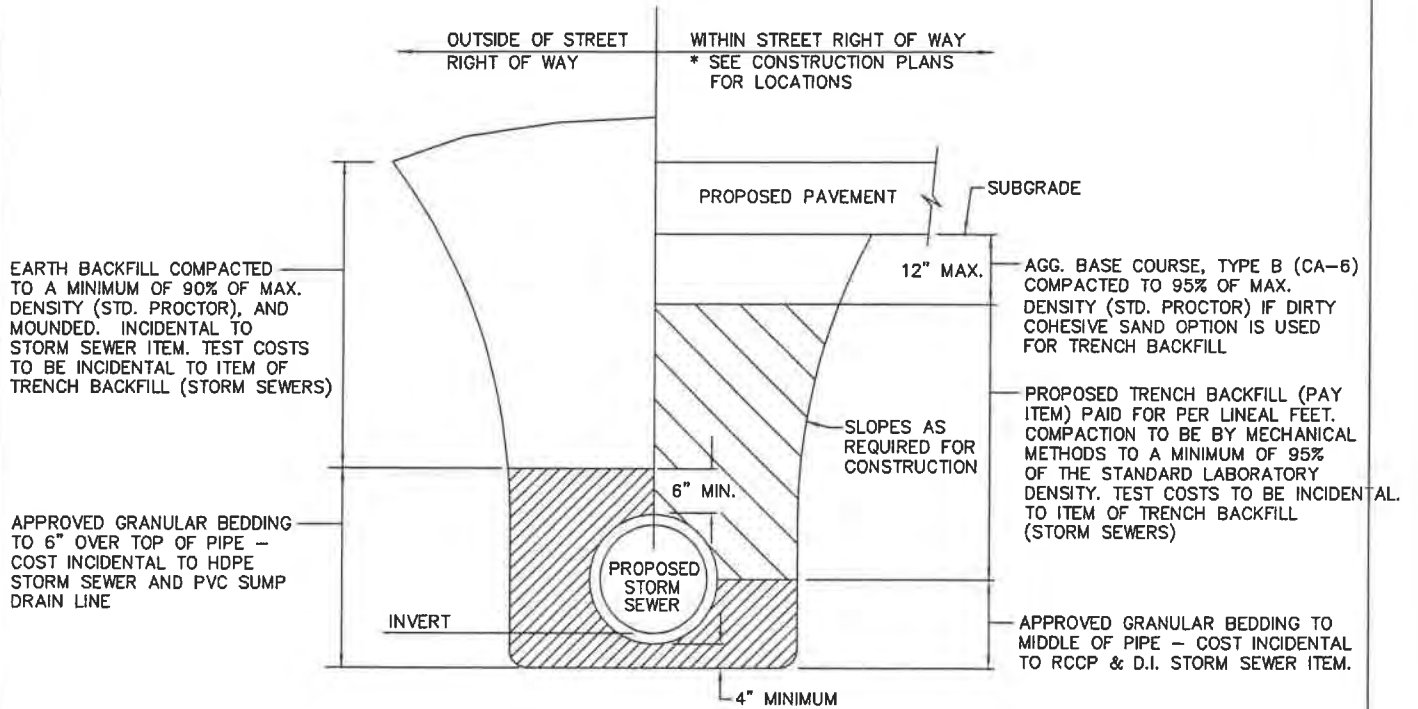 OUTSIDE OF STREET
RIGHT OF WAY
WITHIN STREET RIGHT OF WAY
* SEE CONSTRUCTION PLANS
FOR LOCATIONS
PROPOSED PAVEMENT
SUBGRADE
12" MAX.
EARTH BACKFILL COMPACTED
TO A MINIMUM OF 90% OF MAX.
DENSITY (STD. PROCTOR), AND
MOUNDED. INCIDENTAL TO
STORM SEWER ITEM. TEST COSTS
TO BE INCIDENTAL TO ITEM OF
TRENCH BACKFILL (STORM SEWERS)
AGG. BASE COURSE, TYPE B (CA-6)
COMPACTED TO 95% OF MAX.
DENSITY (STD. PROCTOR) IF DIRTY
COHESIVE SAND OPTION IS USED
FOR TRENCH BACKFILL
PROPOSED TRENCH BACKFILL (PAY
ITEM) PAID FOR PER LINEAL FEET.
COMPACTION TO BE BY MECHANICAL
METHODS TO A MINIMUM OF 95%
OF THE STANDARD LABORATORY
DENSITY. TEST COSTS TO BE INCIDENTAL.
TO ITEM OF TRENCH BACKFILL
(STORM SEWERS)
SLOPES AS
REQUIRED FOR
CONSTRUCTION
6" MIN.
APPROVED GRANULAR BEDDING
TO 6" OVER TOP OF PIPE -
COST INCIDENTAL TO HDPE
STORM SEWER AND PVC SUMP
DRAIN LINE
PROPOSED
STORM
SEWER
INVERT
APPROVED GRANULAR BEDDING TO
MIDDLE OF PIPE - COST INCIDENTAL
TO RCCP & D.I. STORM SEWER ITEM.
4" MINIMUM